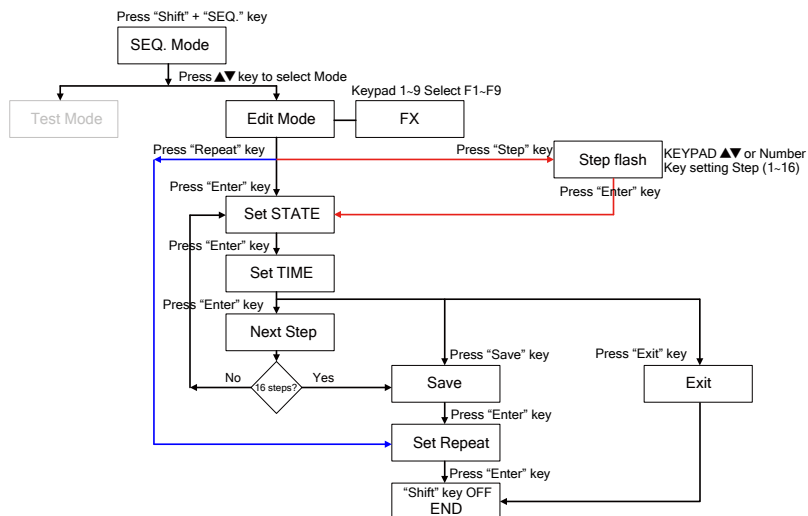 Press “Shift” + “SEQ.” key
SEQ. Mode
Press ▲▼ key to select Mode
Keypad 1~9 Select F1~F9
Test Mode
Edit Mode
FX
Press “Repeat” key
Press “Step” key
Step flash
KEYPAD ▲▼ or Number
Key setting Step (1~16)
Press “Enter” key
Press “Enter” key
Set STATE
Press “Enter” key
Set TIME
Press “Enter” key
Next Step
Press “Save” key
Press “Exit” key
No
16 steps?
Yes
Save
Exit
Press “Enter” key
Set Repeat
Press “Enter” key
“Shift” key OFF
END